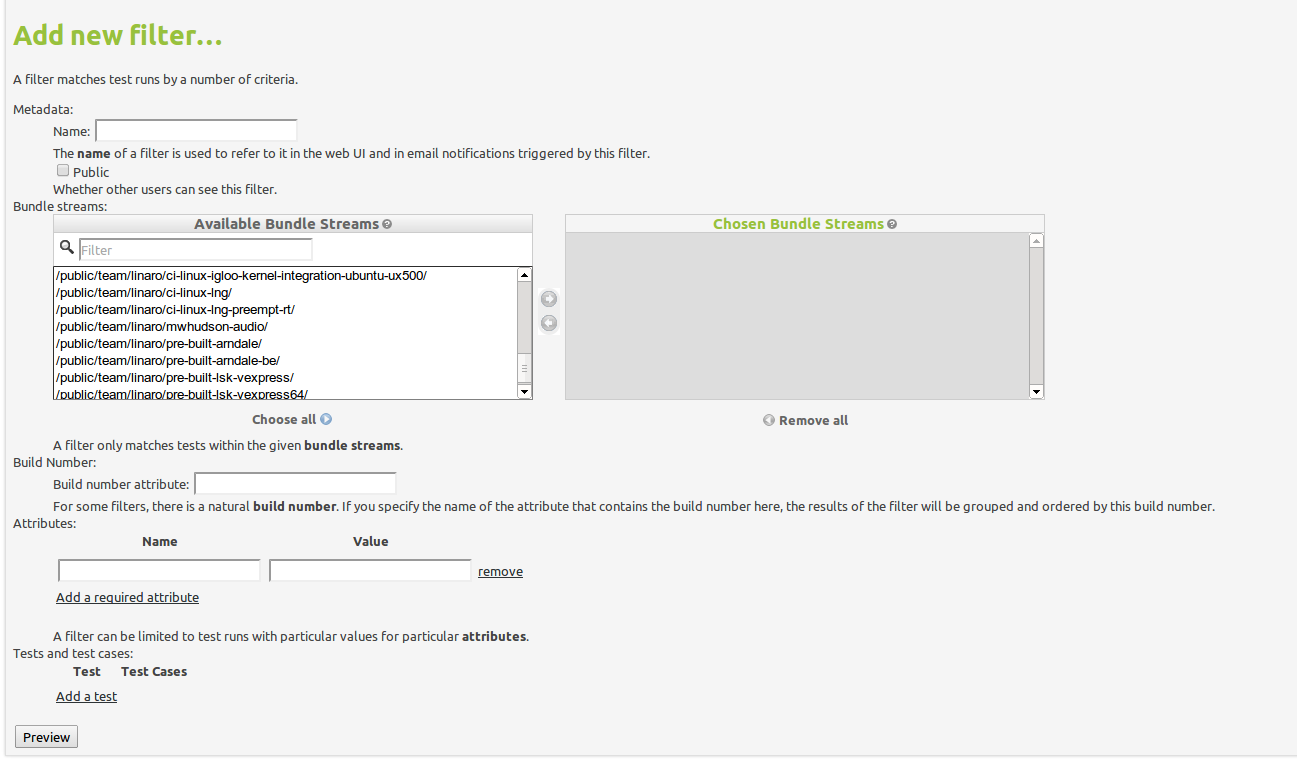 Add new filter...
A filter matches test runs by a number of criteria.
Metadata:
Name:
The name of a filter is used to refer to it in the web UI and in email notifications triggered by this filter.
Public
Whether other users can see this filter.
Bundle streams:
Available Bundle Streams ?
Filter
/public/team/linaro/ci-linux-igloo-kernel-integration-ubuntu-ux500/
/public/team/linaro/ci-linux-lng/
/public/team/linaro/ci-linux-lng-preempt-rt/
/public/team/linaro/mwhudson-audio/
/public/team/linaro/pre-built-arndale/
/public/team/linaro/pre-built-arndale-be/
/public/team/linaro/pre-built-lsk-vexpress/
/public/team/linaro/pre-built-lsk-vexpress64/
Choose all
Chosen Bundle Streams ?
Remove all
A filter only matches tests within the given bundle streams.
Build Number:
Build number attribute:
For some filters, there is a natural build number. If you specify the name of the attribute that contains the build number here, the results of the filter will be grouped and ordered by this build number.
Attributes:
Name Value
remove
Add a required attribute
A filter can be limited to test runs with particular values for particular attributes.
Tests and test cases:
Test Test Cases
Add a test
Preview